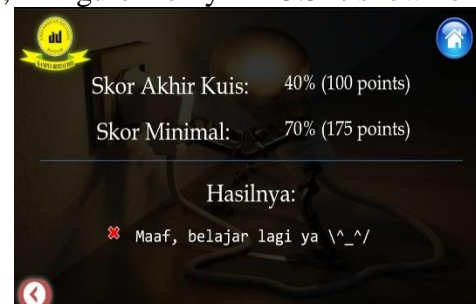 Skor Akhir Kuis: 40% (100 points)
Skor Minimal: 70% (175 points)
Hasilnya:
Maaf, belajar lagi ya \^_^/